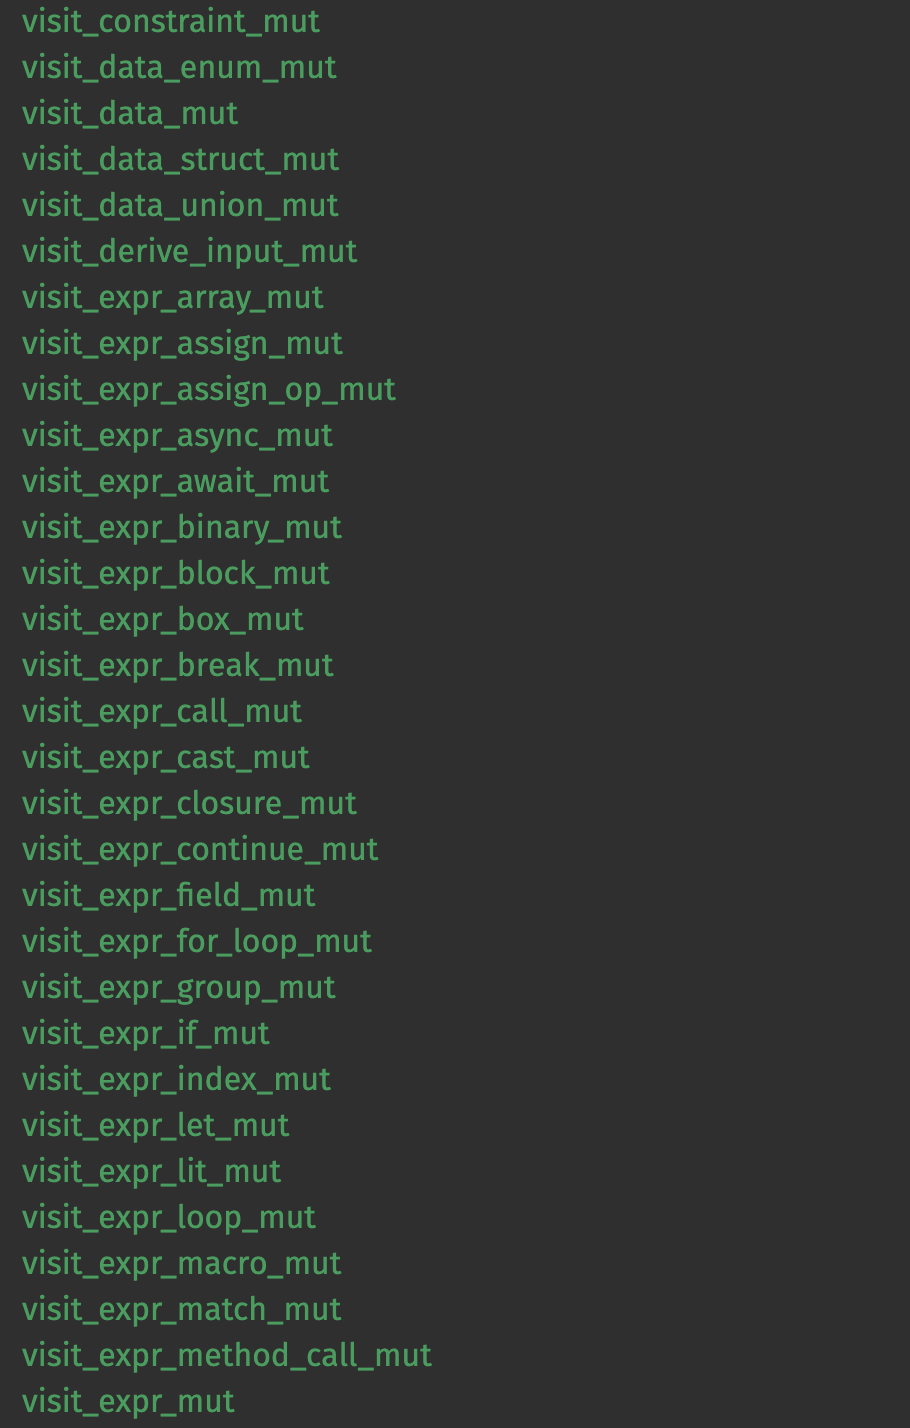 visit_constraint_mut
visit_data_enum_mut
visit_data_mut
visit_data_struct_mut
visit_data_union_mut
visit_derive_input_mut
visit_expr_array_mut
visit_expr_assign_mut
visit_expr_assign_op_mut
visit_expr_async_mut
visit_expr_await_mut
visit_expr_binary_mut
visit_expr_block_mut
visit_expr_box_mut
visit_expr_break_mut
visit_expr_call_mut
visit_expr_cast_mut
visit_expr_closure_mut
visit_expr_continue_mut
visit_expr_field_mut
visit_expr_for_loop_mut
visit_expr_group_mut
visit_expr_if_mut
visit_expr_index_mut
visit_expr_let_mut
visit_expr_lit_mut
visit_expr_loop_mut
visit_expr_macro_mut
visit_expr_match_mut
visit_expr_method_call_mut
visit_expr_mut